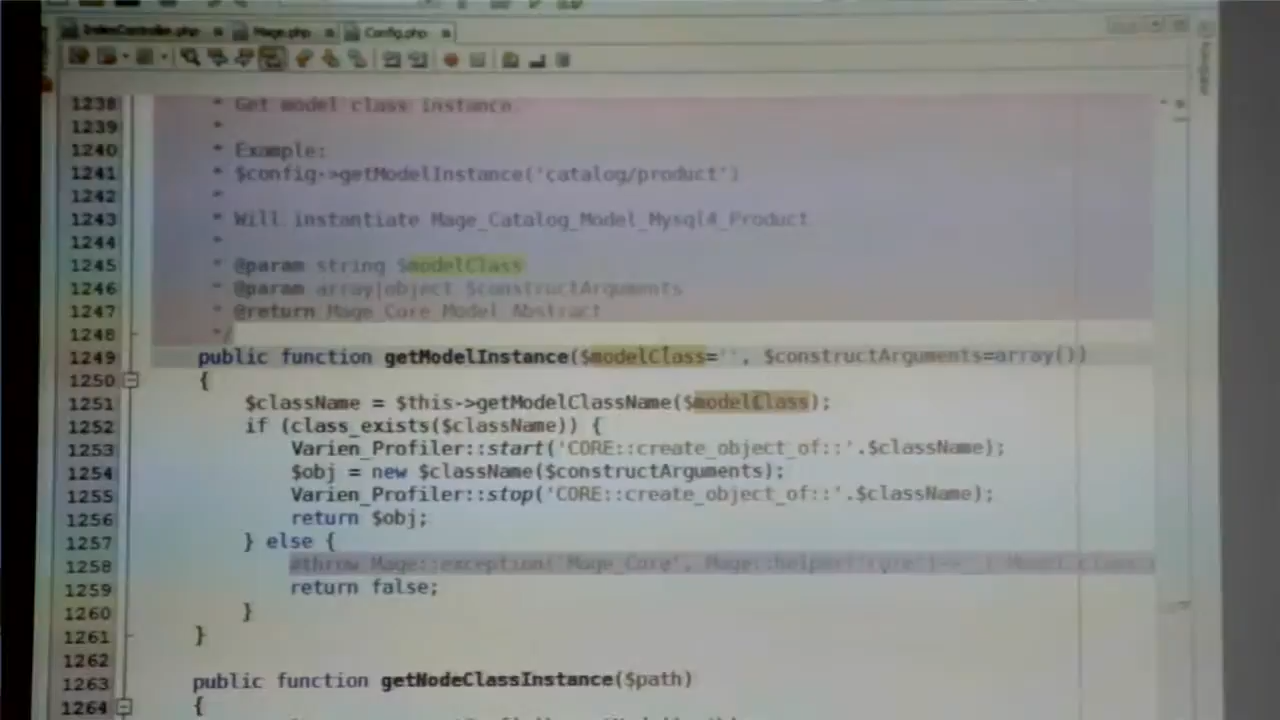 IndexController.php Mage.php Config.php
1238 * Get model class instance.
1239 *
1240 * Example:
1241 * $config->getModelInstance('catalog/product')
1242 *
1243 * Will instantiate Mage_Catalog_Model_Mysql4_Product
1244 *
1245 * @param string $modelClass
1246 * @param array|object $constructArguments
1247 * @return Mage_Core_Model_Abstract
1248 */
1249 public function getModelInstance($modelClass='', $constructArguments=array())
1250 {
1251 $className = $this->getModelClassName($modelClass);
1252 if (class_exists($className)) {
1253 Varien_Profiler::start('CORE::create_object_of::'.$className);
1254 $obj = new $className($constructArguments);
1255 Varien_Profiler::stop('CORE::create_object_of::'.$className);
1256 return $obj;
1257 } else {
1258 #throw Mage::exception('Mage_Core', Mage::helper('core')->__('Model class
1259 return false;
1260 }
1261 }
1262
1263 public function getNodeClassInstance($path)
1264 {